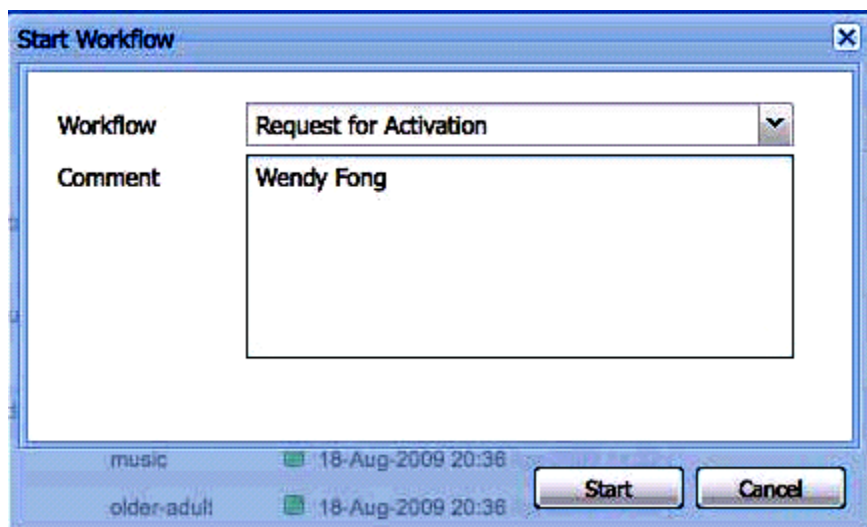 Start Workflow
Workflow Request for Activation
Comment Wendy Fong
music 18-Aug-2009 20:36
older-adult 18-Aug-2009 20:36
Start Cancel